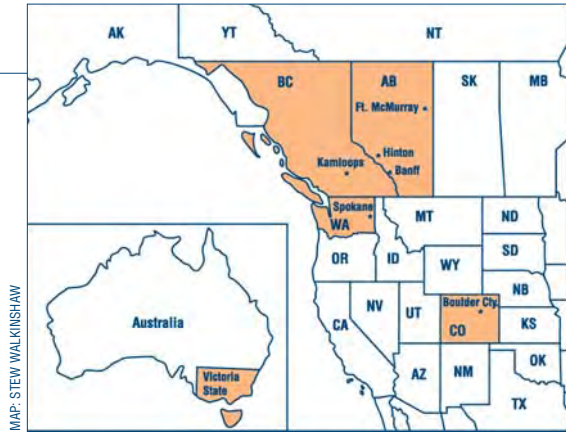 AK
YT
NT
BC
AB
SK
MB
Ft. McMurray
Hinton
Kamloops
Banff
Spokane
WA
MT
ND
OR
ID
SD
WY
NB
Boulder Cty.
NV
UT
CO
KS
CA
OK
AZ
NM
TX
Australia
Victoria
State
MAP: STEW WALKINSHAW